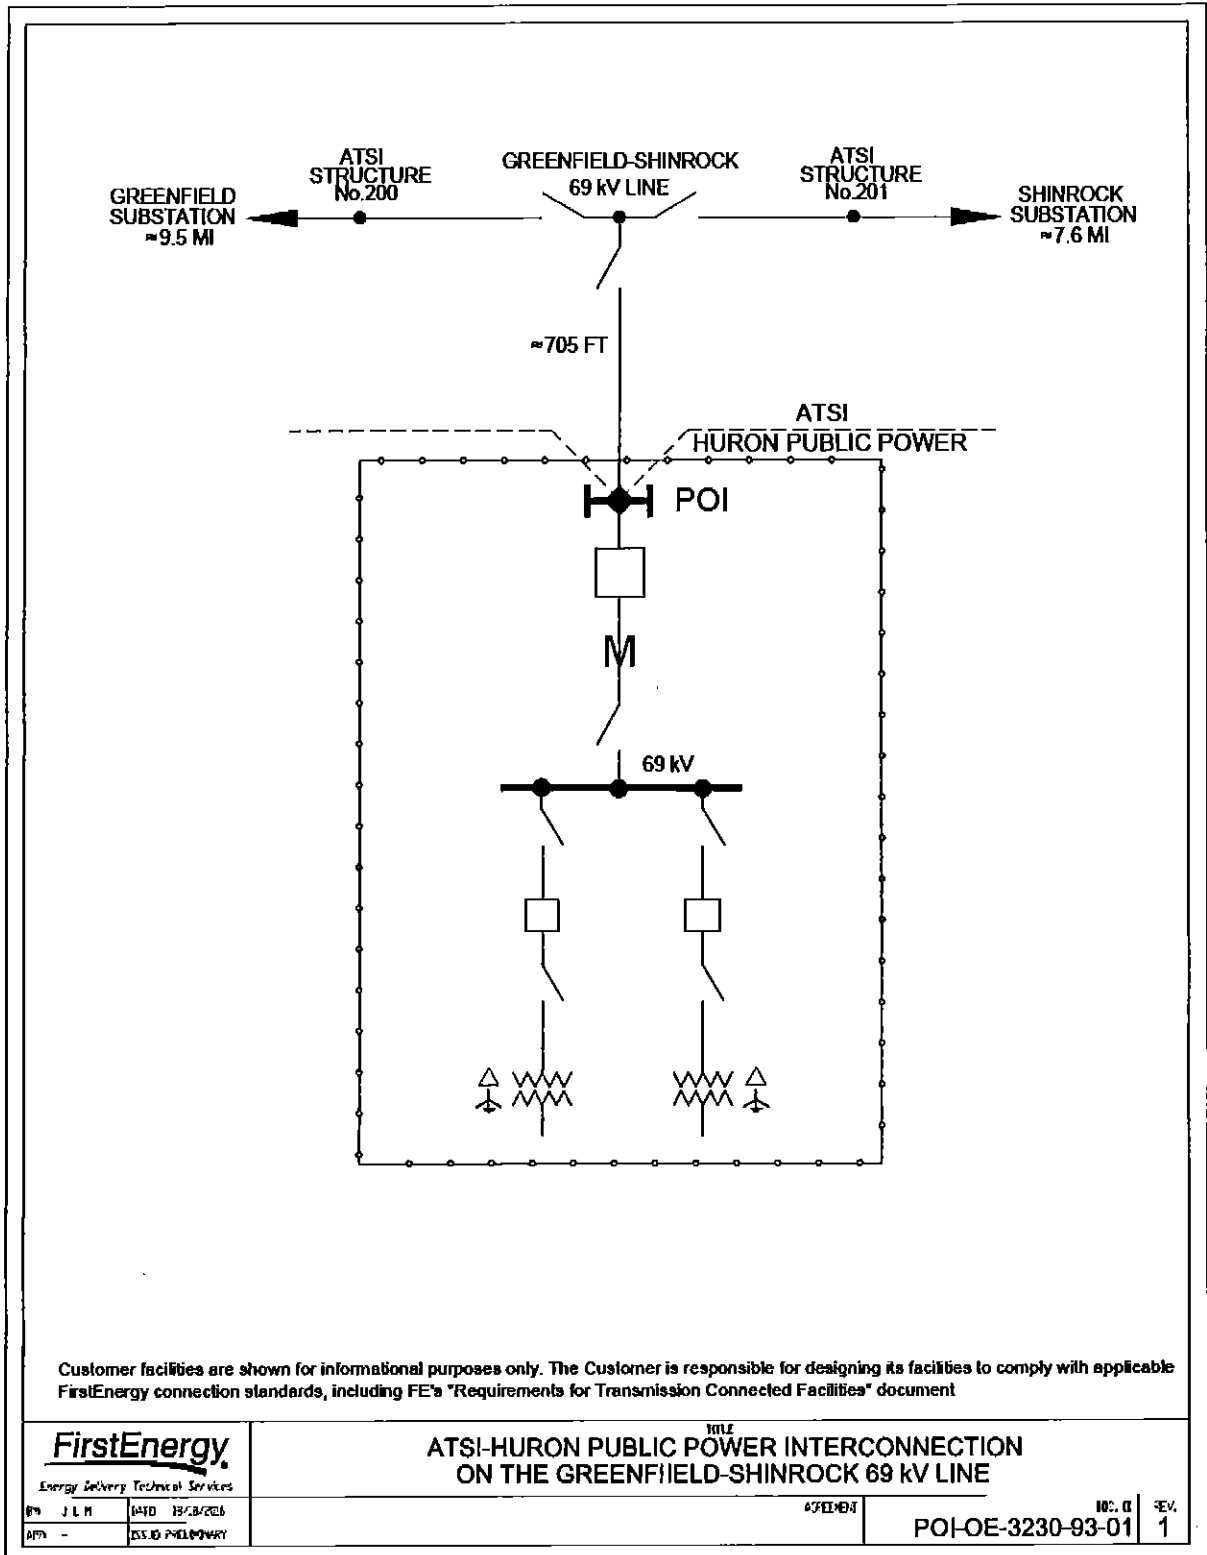 ATSI
STRUCTURE
No.200
GREENFIELD-SHINROCK
69 kV LINE
ATSI
STRUCTURE
No.201
GREENFIELD
SUBSTATION
≈9.5 MI
SHINROCK
SUBSTATION
≈7.6 MI
≈705 FT
ATSI
HURON PUBLIC POWER
POI
M
69 kV
Customer facilities are shown for informational purposes only. The Customer is responsible for designing its facilities to comply with applicable
FirstEnergy connection standards, including FE's "Requirements for Transmission Connected Facilities" document
FirstEnergy
Energy Delivery Technical Services
TITLE
ATSI-HURON PUBLIC POWER INTERCONNECTION
ON THE GREENFIELD-SHINROCK 69 kV LINE
J L M
AGREEMENT
REV.
POI-OE-3230-93-01
1